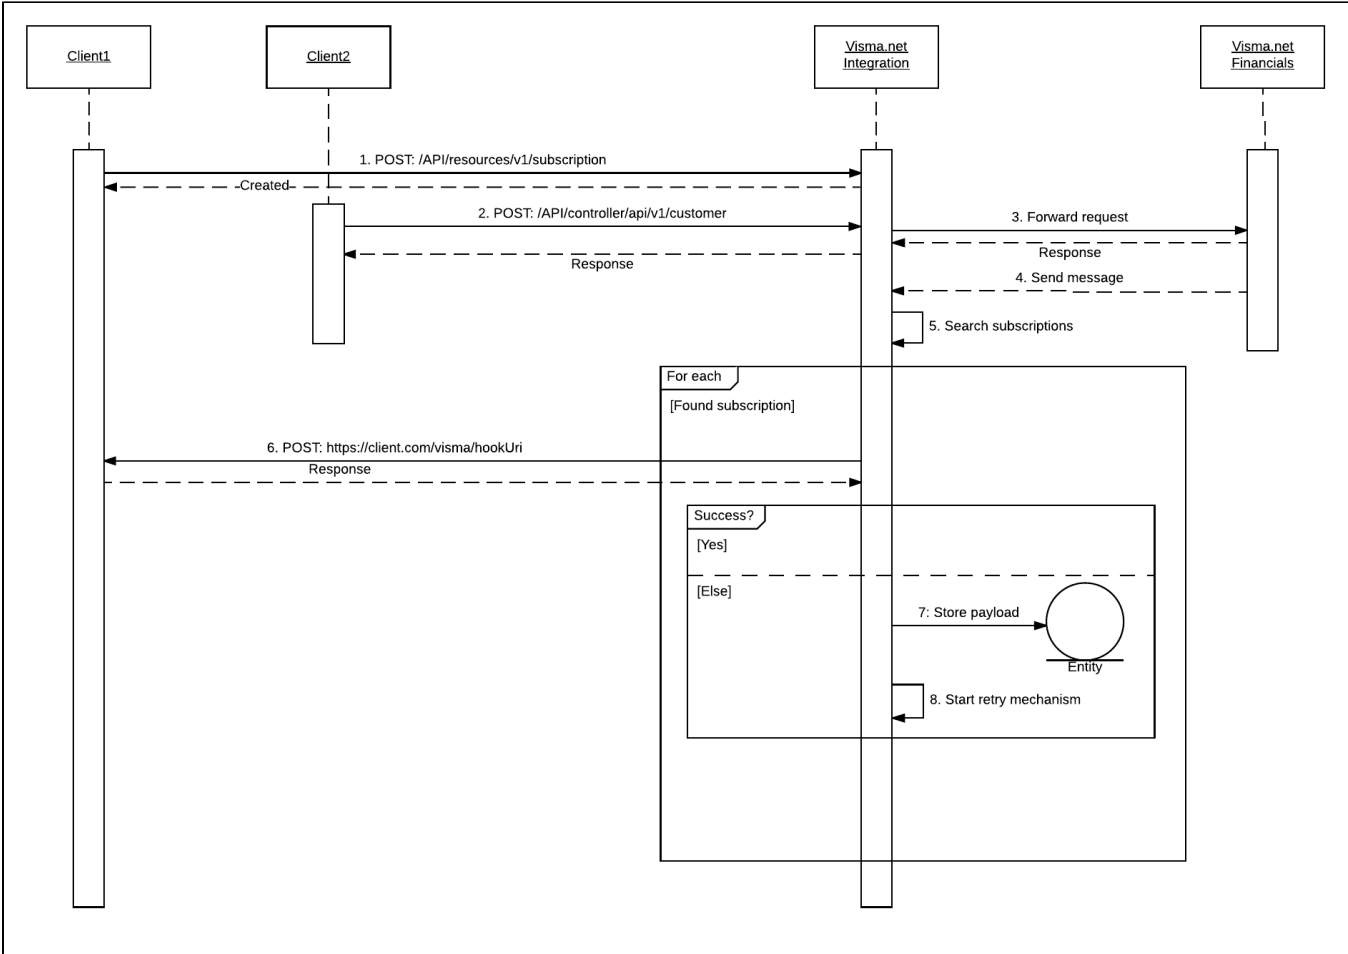 Client1
Client2
Visma.net
Integration
Visma.net
Financials
1. POST: /API/resources/v1/subscription
Created
2. POST: /API/controller/api/v1/customer
3. Forward request
Response
Response
4. Send message
5. Search subscriptions
For each
[Found subscription]
6. POST: https://client.com/visma/hookUri
Response
Success?
[Yes]
[Else]
7: Store payload
Entity
8. Start retry mechanism